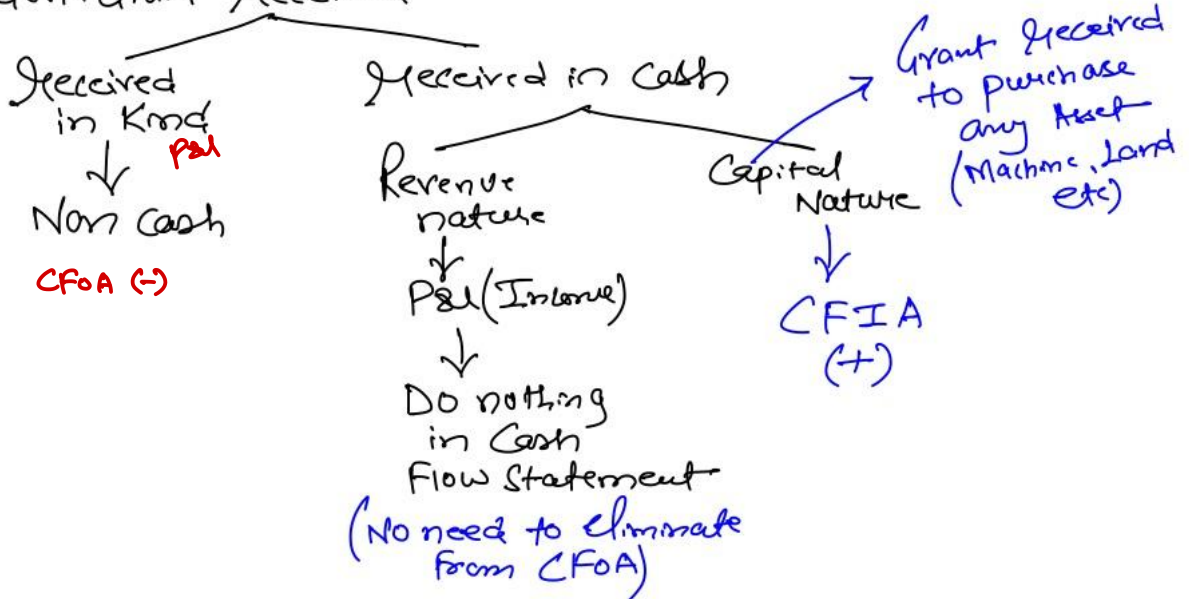 Received
in Kind
P&L
Non Cash
CFOA (-)
Received in Cash
Revenue
nature
P&L (Income)
Do nothing
in Cash
Flow Statement
(No need to eliminate
from CFOA)
Capital
Nature
CFIA
(+)
Grant Received
to purchase
any Asset
(Machine, Land
etc)